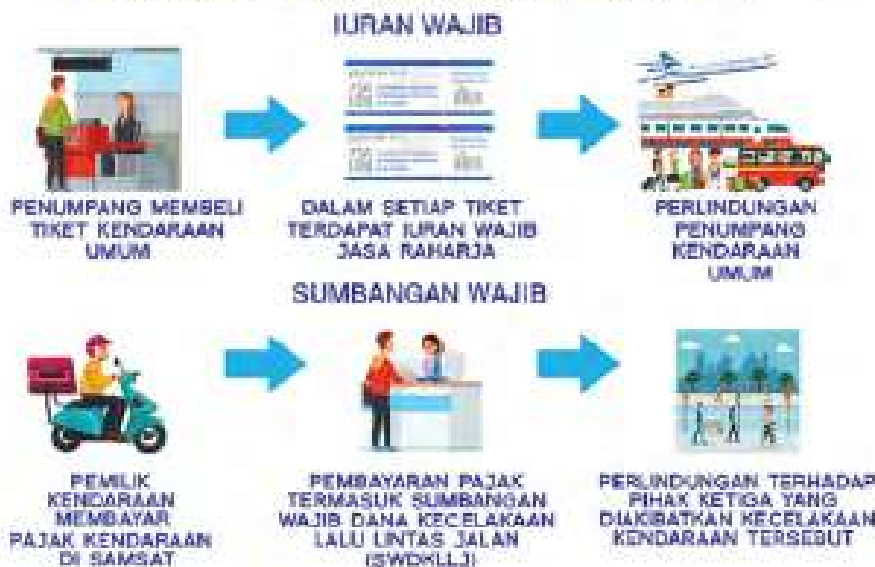 IURAN WAJIB
PENUMPANG MEMBELI
TIKET KENDARAAN
UMUM
DALAM SETIAP TIKET
TERDAPAT IURAN WAJIB
JASA RAHARJA
PERLINDUNGAN
PENUMPANG
KENDARAAN
UMUM
SUMBANGAN WAJIB
PEMILIK
KENDARAAN
MEMBAYAR
PAJAK KENDARAAN
DI SAMSAT
PEMBAYARAN PAJAK
TERMASUK SUMBANGAN
WAJIB DANA KECELAKAAN
LALU LINTAS JALAN
(SWDKLLJ)
PERLINDUNGAN TERHADAP
PIHAK KETIGA YANG
DIAKIBATKAN KECELAKAAN
KENDARAAN TERSEBUT